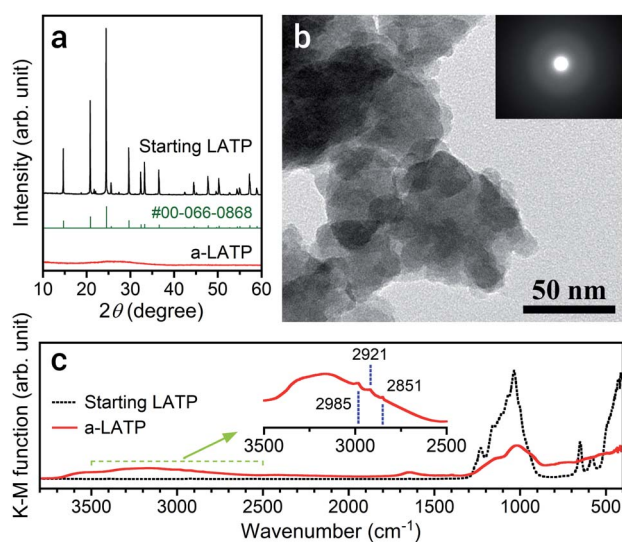 a
Intensity (arb. unit)
Starting LATP
#00-066-0868
a-LATP
10 20 30 40 50 60
2θ (degree)
b
50 nm
c
K-M function (arb. unit)
Starting LATP
a-LATP
2921
2985
2851
3500 3000 2500
3500 3000 2500 2000 1500 1000 500
Wavenumber (cm⁻¹)